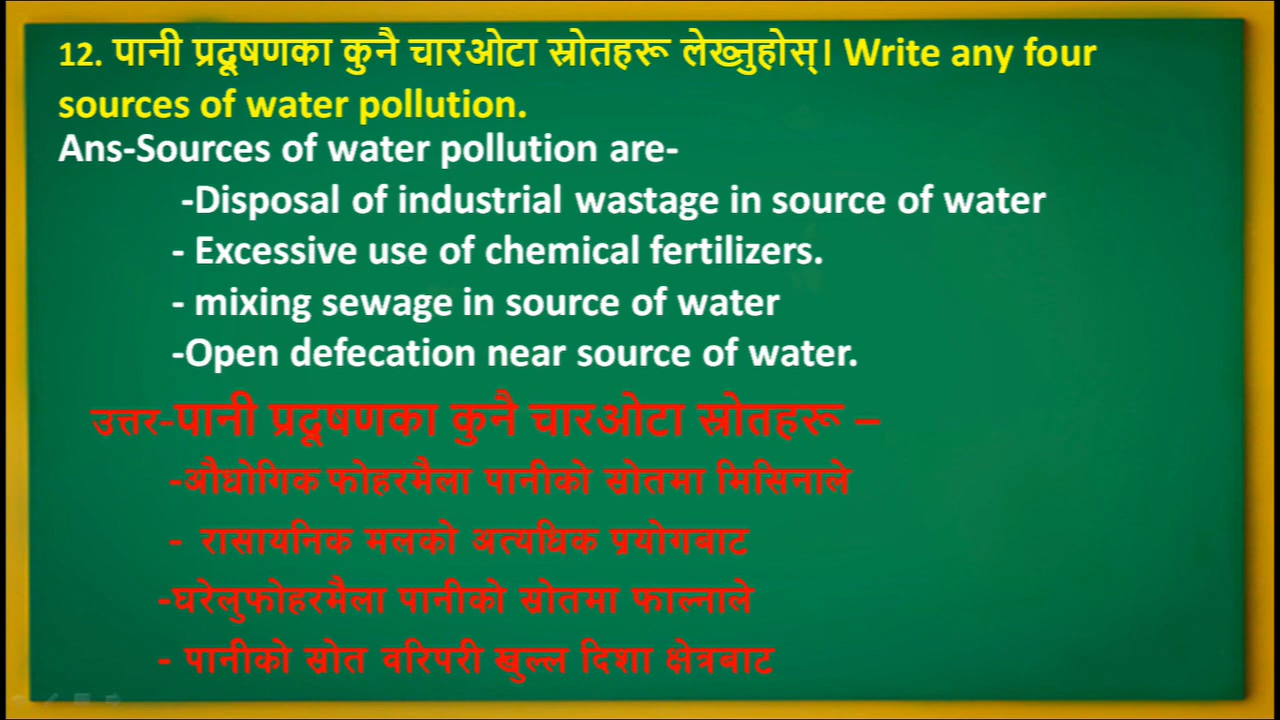 12. पानी प्रदूषणका कुनै चारओटा स्रोतहरू लेख्नुहोस्। Write any four
sources of water pollution.
Ans-Sources of water pollution are-
-Disposal of industrial wastage in source of water
- Excessive use of chemical fertilizers.
- mixing sewage in source of water
-Open defecation near source of water.
उत्तर-पानी प्रदूषणका कुनै चारओटा स्रोतहरू –
-औधोगिक फोहरमैला पानीको स्रोतमा मिसिनाले
- रासायनिक मलको अत्यधिक प्रयोगबाट
-घरेलुफोहरमैला पानीको स्रोतमा फाल्नाले
- पानीको स्रोत वरिपरी खुल्ल दिशा क्षेत्रबाट